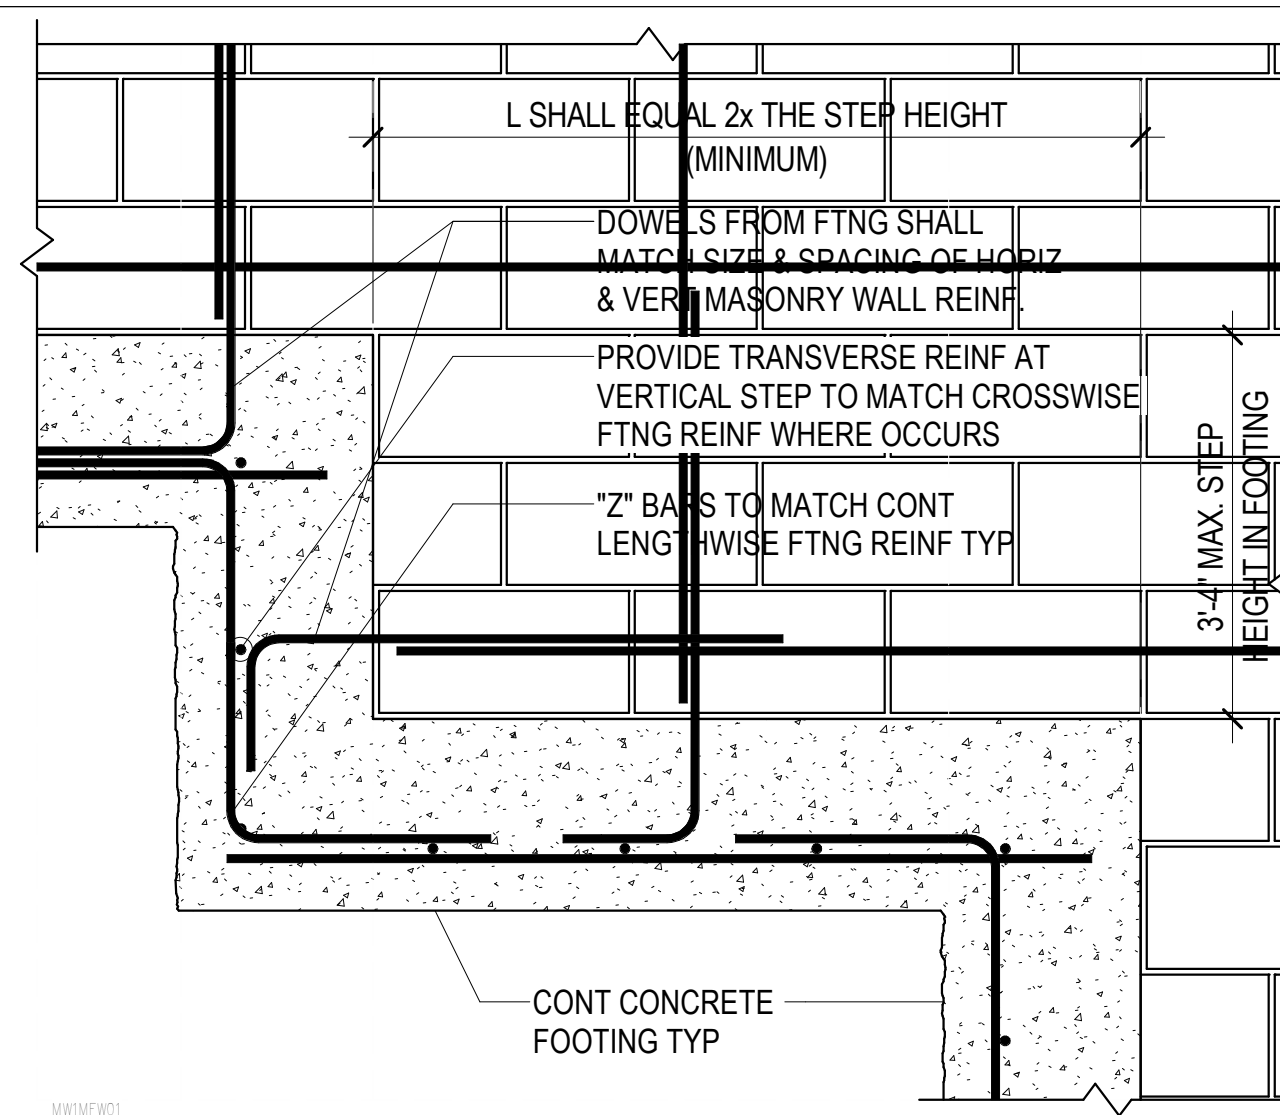 L SHALL EQUAL 2x THE STEP HEIGHT
(MINIMUM)
DOWELS FROM FTNG SHALL
MATCH SIZE & SPACING OF HORIZ
& VERT MASONRY WALL REINF.
PROVIDE TRANSVERSE REINF AT
VERTICAL STEP TO MATCH CROSSWISE
FTNG REINF WHERE OCCURS
"Z" BARS TO MATCH CONT
LENGTHWISE FTNG REINF TYP
3'-4" MAX. STEP
HEIGHT IN FOOTING
CONT CONCRETE
FOOTING TYP
MW1MFW01